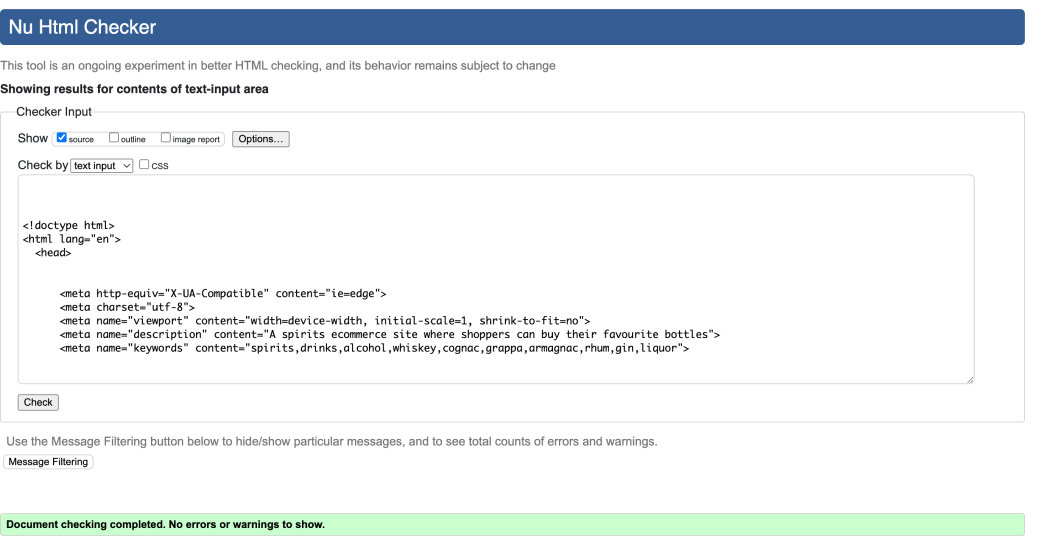 Nu Html Checker
This tool is an ongoing experiment in better HTML checking, and its behavior remains subject to change
Showing results for contents of text-input area
Checker Input
Show source outline image report Options...
Check by text input css
<!doctype html>
<html lang="en">
<head>
<meta http-equiv="X-UA-Compatible" content="ie=edge">
<meta charset="utf-8">
<meta name="viewport" content="width=device-width, initial-scale=1, shrink-to-fit=no">
<meta name="description" content="A spirits ecommerce site where shoppers can buy their favourite bottles">
<meta name="keywords" content="spirits,drinks,alcohol,whiskey,cognac,grappa,armagnac,rhum,gin,liquor">
Check
Use the Message Filtering button below to hide/show particular messages, and to see total counts of errors and warnings.
Message Filtering
Document checking completed. No errors or warnings to show.